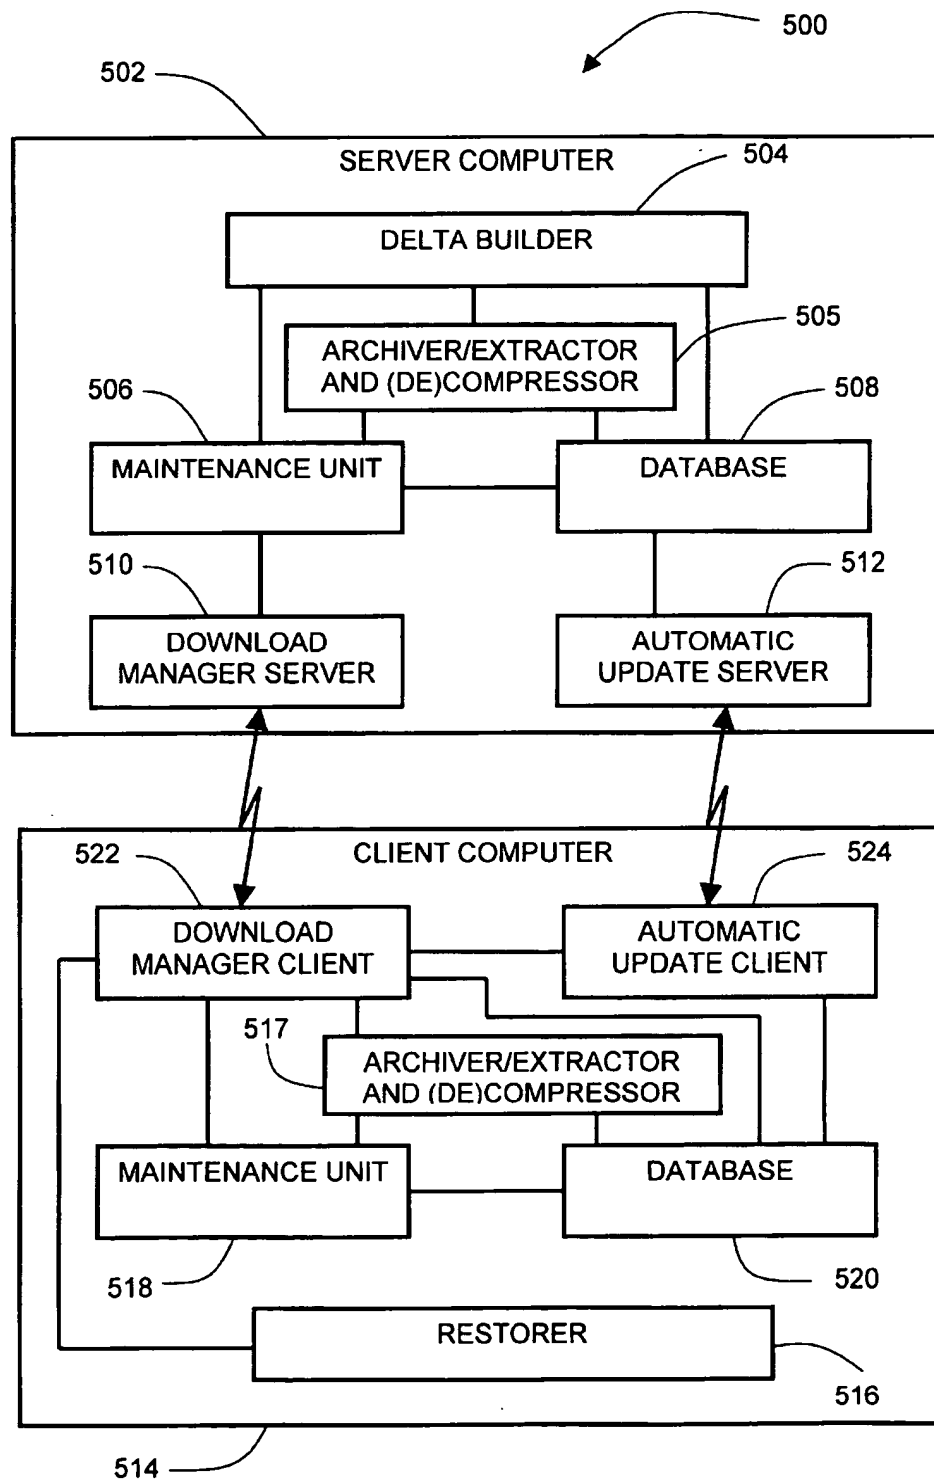 500
502
SERVER COMPUTER
504
DELTA BUILDER
505
ARCHIVER/EXTRACTOR
AND (DE)COMPRESSOR
506
508
MAINTENANCE UNIT
DATABASE
510
512
DOWNLOAD
MANAGER SERVER
AUTOMATIC
UPDATE SERVER
522
CLIENT COMPUTER
524
DOWNLOAD
MANAGER CLIENT
AUTOMATIC
UPDATE CLIENT
517
ARCHIVER/EXTRACTOR
AND (DE)COMPRESSOR
MAINTENANCE UNIT
DATABASE
518
520
RESTORER
516
514